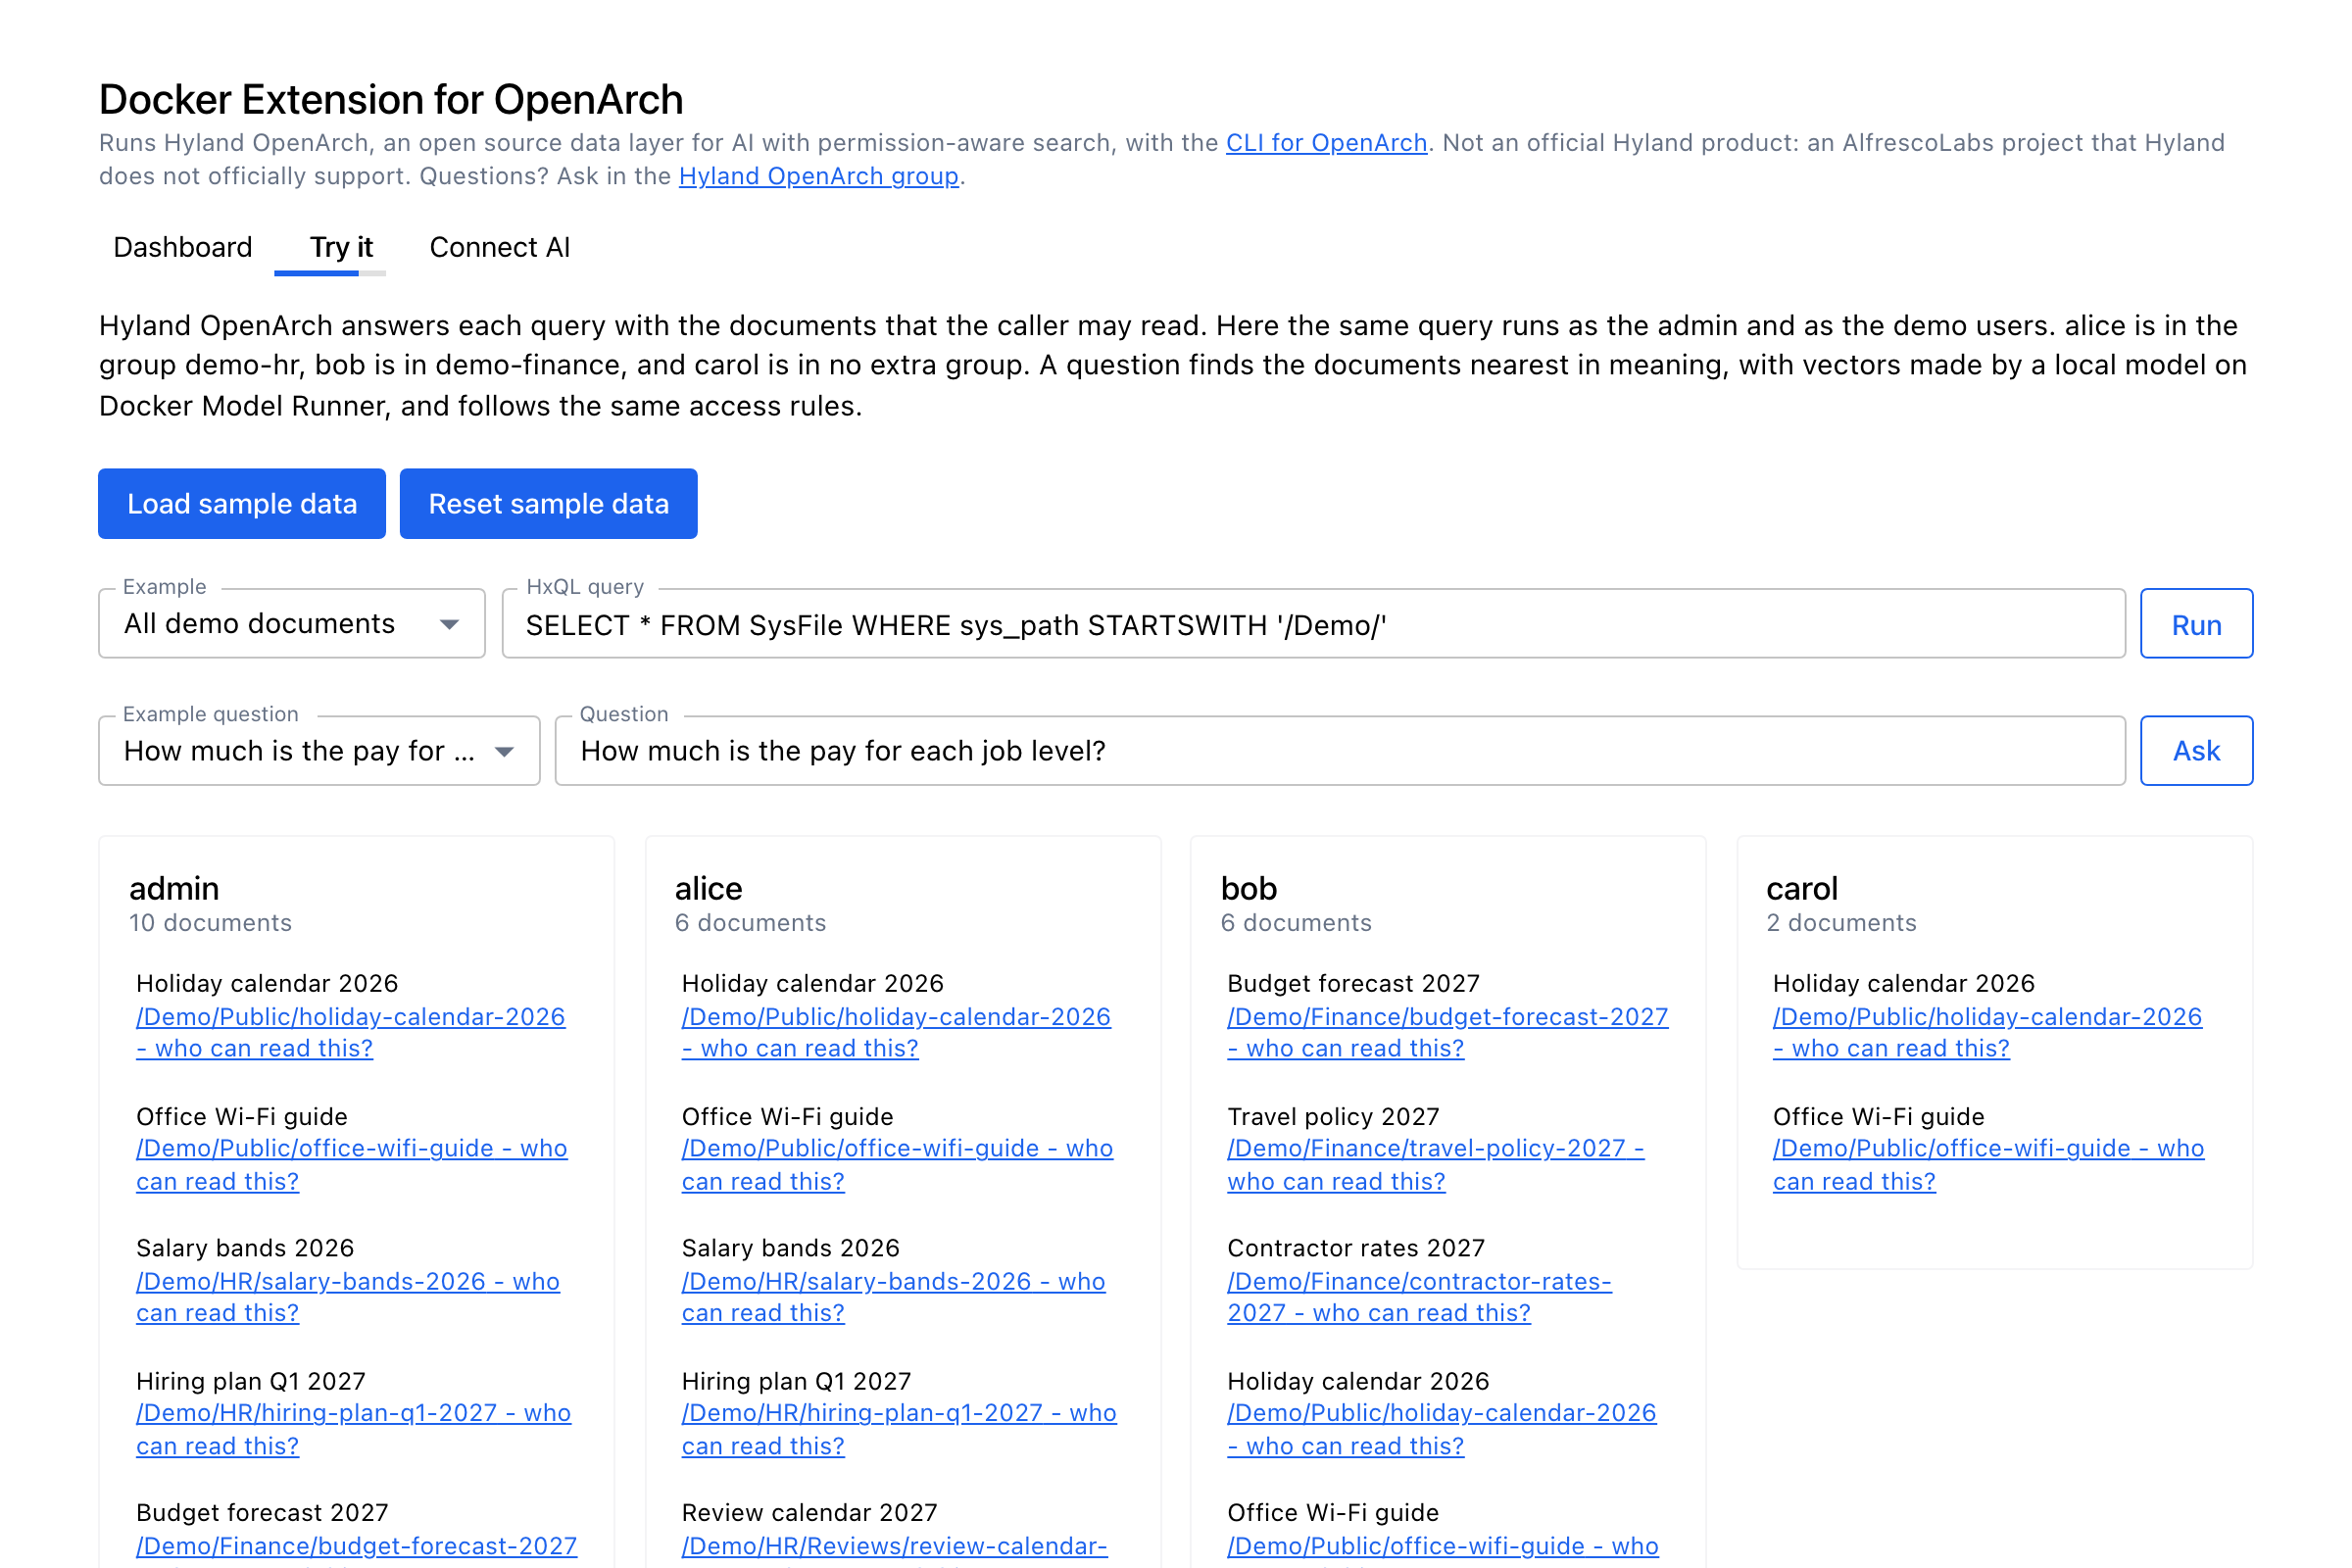 Docker Extension for OpenArch
Runs Hyland OpenArch, an open source data layer for AI with permission-aware search, with the CLI for OpenArch. Not an official Hyland product: an AlfrescoLabs project that Hyland
does not officially support. Questions? Ask in the Hyland OpenArch group.
Dashboard
Try it
Connect AI
Hyland OpenArch answers each query with the documents that the caller may read. Here the same query runs as the admin and as the demo users. alice is in the
group demo-hr, bob is in demo-finance, and carol is in no extra group. A question finds the documents nearest in meaning, with vectors made by a local model on
Docker Model Runner, and follows the same access rules.
Load sample data
Reset sample data
Example
All demo documents
HxQL query
SELECT * FROM SysFile WHERE sys_path STARTSWITH '/Demo/'
Run
Example question
How much is the pay for ...
Question
How much is the pay for each job level?
Ask
admin
10 documents
Holiday calendar 2026
/Demo/Public/holiday-calendar-2026
- who can read this?
Office Wi-Fi guide
/Demo/Public/office-wifi-guide - who
can read this?
Salary bands 2026
/Demo/HR/salary-bands-2026 - who
can read this?
Hiring plan Q1 2027
/Demo/HR/hiring-plan-q1-2027 - who
can read this?
Budget forecast 2027
/Demo/Finance/budget-forecast-2027
alice
6 documents
Holiday calendar 2026
/Demo/Public/holiday-calendar-2026
- who can read this?
Office Wi-Fi guide
/Demo/Public/office-wifi-guide - who
can read this?
Salary bands 2026
/Demo/HR/salary-bands-2026 - who
can read this?
Hiring plan Q1 2027
/Demo/HR/hiring-plan-q1-2027 - who
can read this?
Review calendar 2027
/Demo/HR/Reviews/review-calendar-
bob
6 documents
Budget forecast 2027
/Demo/Finance/budget-forecast-2027
- who can read this?
Travel policy 2027
/Demo/Finance/travel-policy-2027 -
who can read this?
Contractor rates 2027
/Demo/Finance/contractor-rates-
2027 - who can read this?
Holiday calendar 2026
/Demo/Public/holiday-calendar-2026
- who can read this?
Office Wi-Fi guide
/Demo/Public/office-wifi-guide - who
carol
2 documents
Holiday calendar 2026
/Demo/Public/holiday-calendar-2026
- who can read this?
Office Wi-Fi guide
/Demo/Public/office-wifi-guide - who
can read this?